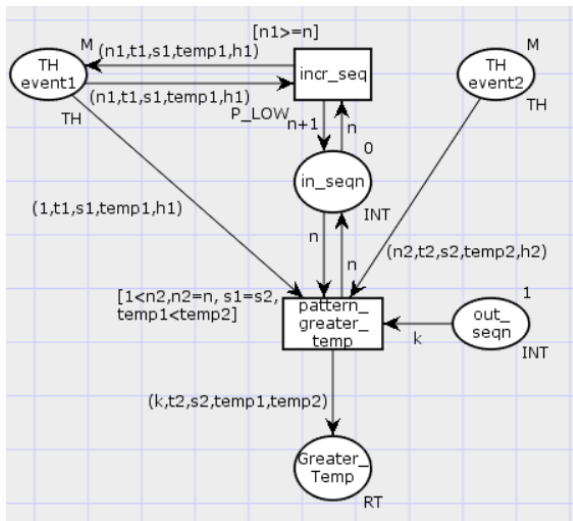 [n1>=n]
M
(n1,t1,s1,temp1,h1)
M
TH
event1
incr_seq
TH
event2
(n1,t1,s1,temp1,h1)
TH
P_LOW
TH
n+1
n
0
in_seqn
INT
(1,t1,s1,temp1,h1)
n
n
(n2,t2,s2,temp2,h2)
[1<n2,n2=n, s1=s2,
temp1<temp2]
1
pattern_
greater_
temp
out_
seqn
k
INT
(k,t2,s2,temp1,temp2)
Greater_
Temp
RT